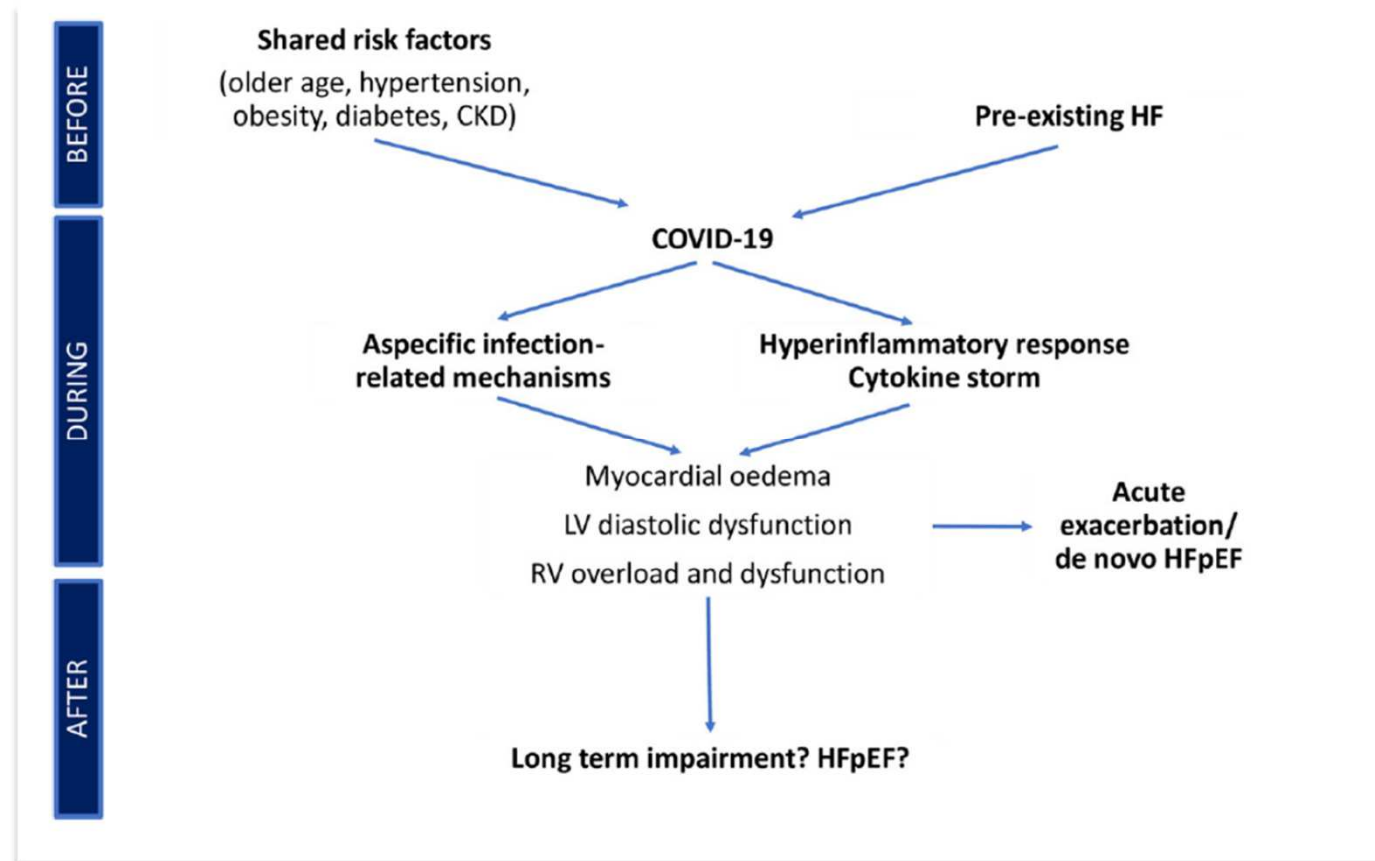 BEFORE
Shared risk factors
(older age, hypertension,
obesity, diabetes, CKD)
Pre-existing HF
DURING
COVID-19
Aspecific infection-
related mechanisms
Hyperinflammatory response
Cytokine storm
Myocardial oedema
LV diastolic dysfunction
RV overload and dysfunction
Acute
exacerbation/
de novo HFpEF
AFTER
Long term impairment? HFpEF?